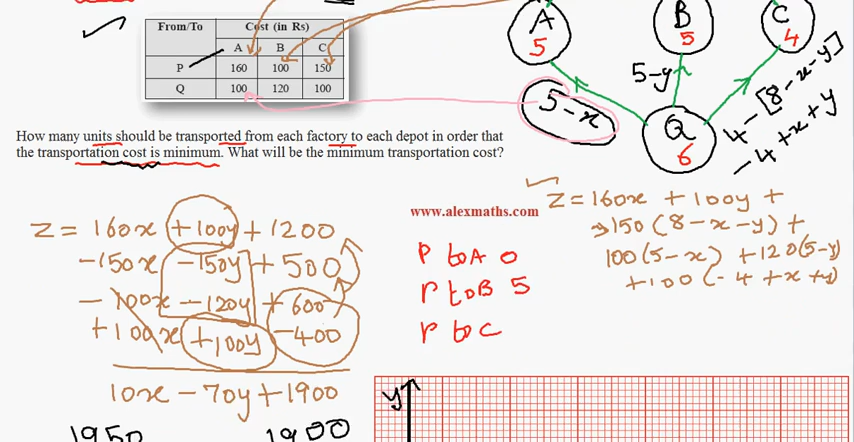 From/To Cost (in Rs)
A B C
P 160 100 150
Q 100 120 100
A
5
B
5
C
4
5-y
5-x
Q
6
4-[8-x-y]
-4+x+y
How many units should be transported from each factory to each depot in order that
the transportation cost is minimum. What will be the minimum transportation cost?
Z = 160x + 100y + 1200
-150x - 150y + 500
- 100x - 120y + 600
+ 100x + 100y - 400
10x - 70y + 1900
1950 1900
www.alexmaths.com
P to A 0
P to B 5
P to C
Z = 160x + 100y +
150(8-x-y) +
100(5-x) + 120(5-y)
+100(-4+x+y)
y